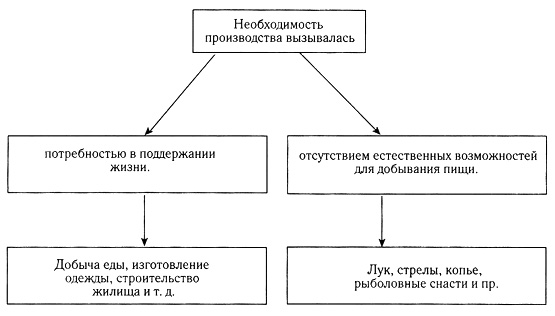 Необходимость
производства вызывалась
потребностью в поддержании
жизни.
отсутствием естественных возможностей
для добывания пищи.
Добыча еды, изготовление
одежды, строительство
жилища и т. д.
Лук, стрелы, копье,
рыболовные снасти и пр.